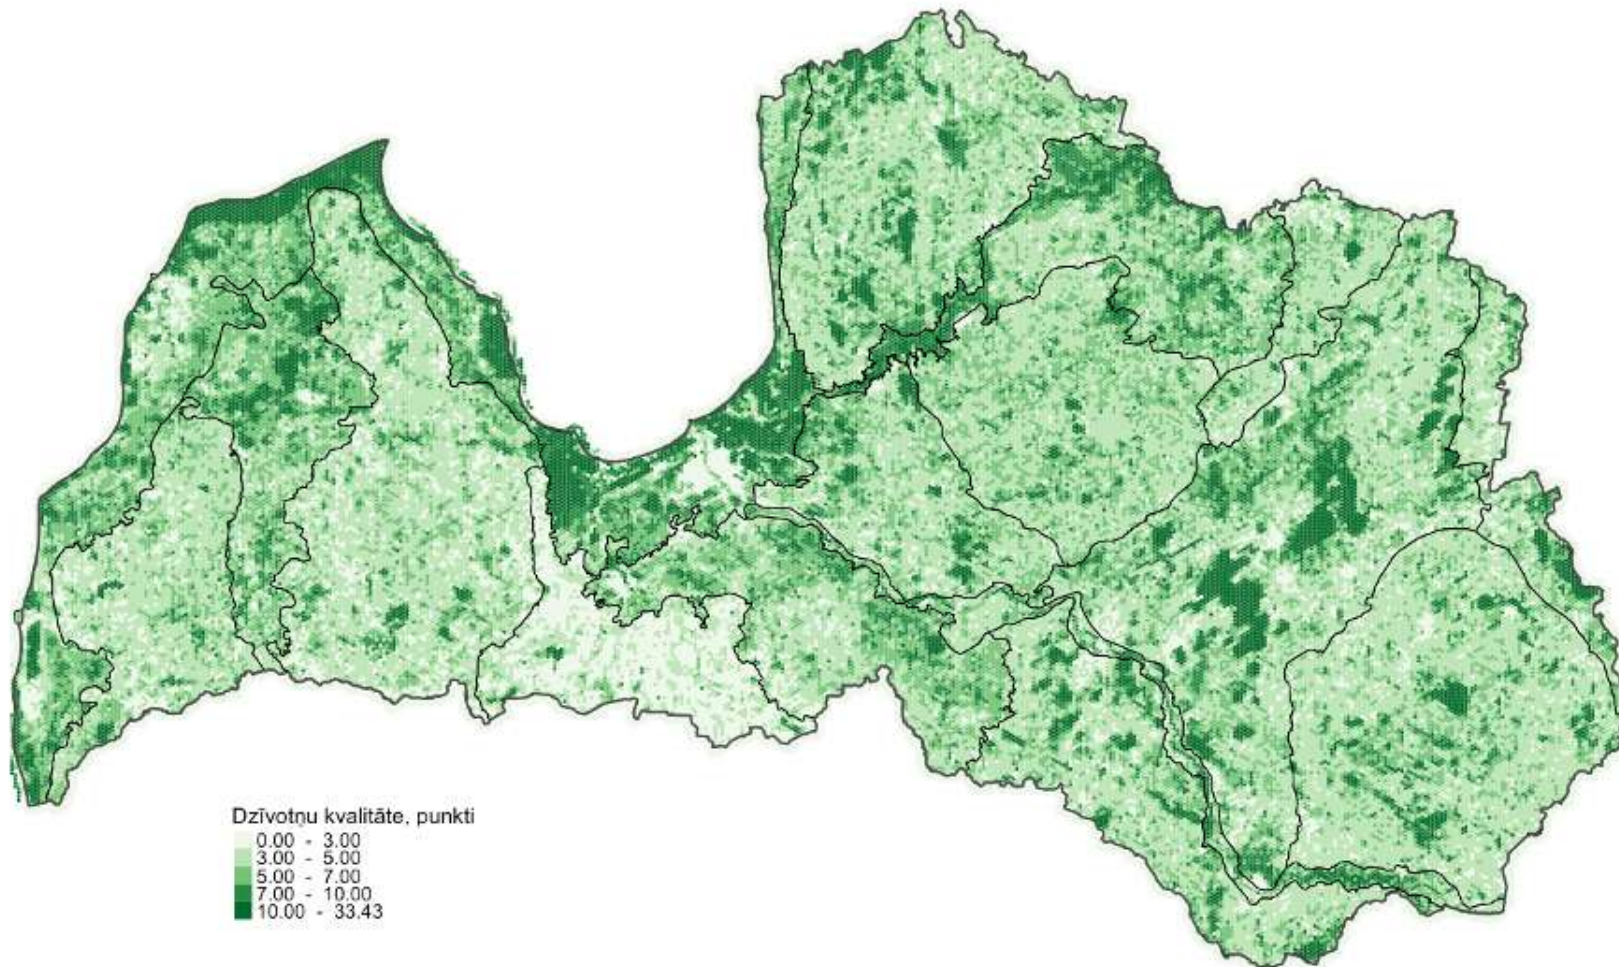 Dzīvotņu kvalitāte, punkti
0.00 - 3.00
3.00 - 5.00
5.00 - 7.00
7.00 - 10.00
10.00 - 33.43